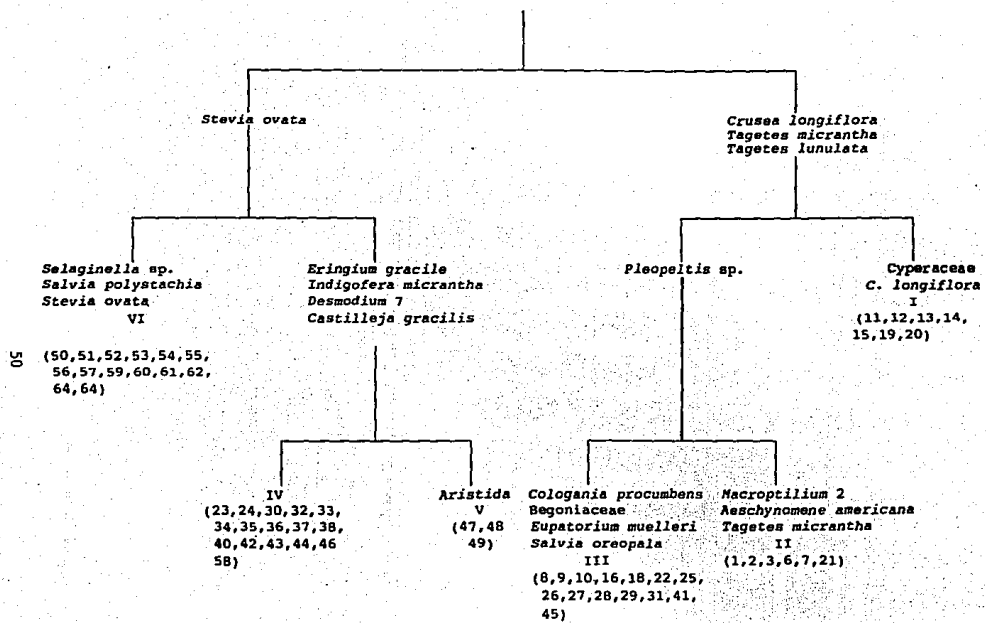 Stevia ovata
Crusea longiflora
Tagetes micrantha
Tagetes lunulata
Selaginella sp.
Salvia polystachia
Stevia ovata
VI
(50,51,52,53,54,55,
56,57,59,60,61,62,
64,64)
Eringium gracile
Indigofera micrantha
Desmodium 7
Castilleja gracilis
Pleopeltis sp.
Cyperaceae
C. longiflora
I
(11,12,13,14,
15,19,20)
50
IV
(23,24,30,32,33,
34,35,36,37,38,
40,42,43,44,46
58)
Aristida
V
(47,48
49)
Cologania procumbens
Begoniaceae
Eupatorium muelleri
Salvia oreopala
III
(8,9,10,16,18,22,25,
26,27,28,29,31,41,
45)
Macroptilium 2
Aeschynomene americana
Tagetes micrantha
II
(1,2,3,6,7,21)